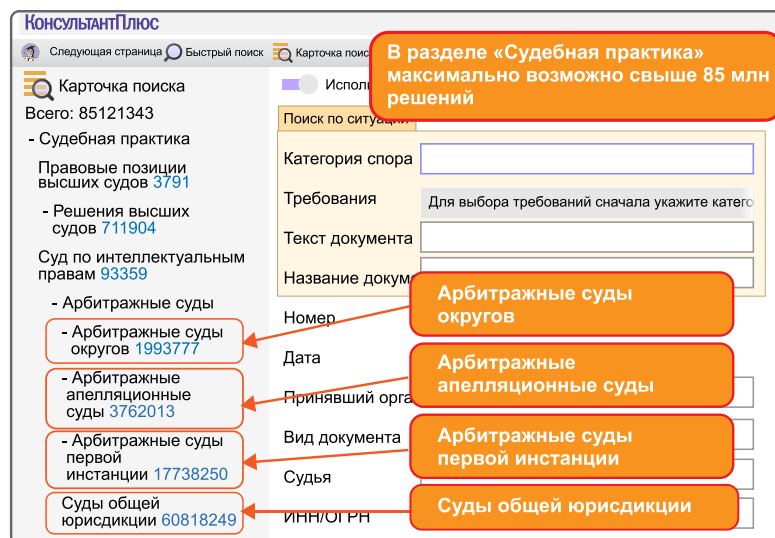 КонсультантПлюс
Следующая страница Быстрый поиск Карточка поис
В разделе «Судебная практика»
максимально возможно свыше 85 млн
решений
Карточка поиска
Всего: 85121343
- Судебная практика
Правовые позиции
высших судов 3791
- Решения высших
судов 711904
Суд по интеллектуальным
правам 93359
- Арбитражные суды
- Арбитражные суды
округов 1993777
- Арбитражные
апелляционные
суды 3762013
- Арбитражные суды
первой
инстанции 17738250
Суды общей
юрисдикции 60818249
Исполь
Поиск по ситуации
Категория спора
Требования Для выбора требований сначала укажите катего
Текст документа
Название докум
Номер
Дата
Принявший орга
Вид документа
Судья
ИНН/ОГРН
Арбитражные суды
округов
Арбитражные
апелляционные суды
Арбитражные суды
первой инстанции
Суды общей юрисдикции